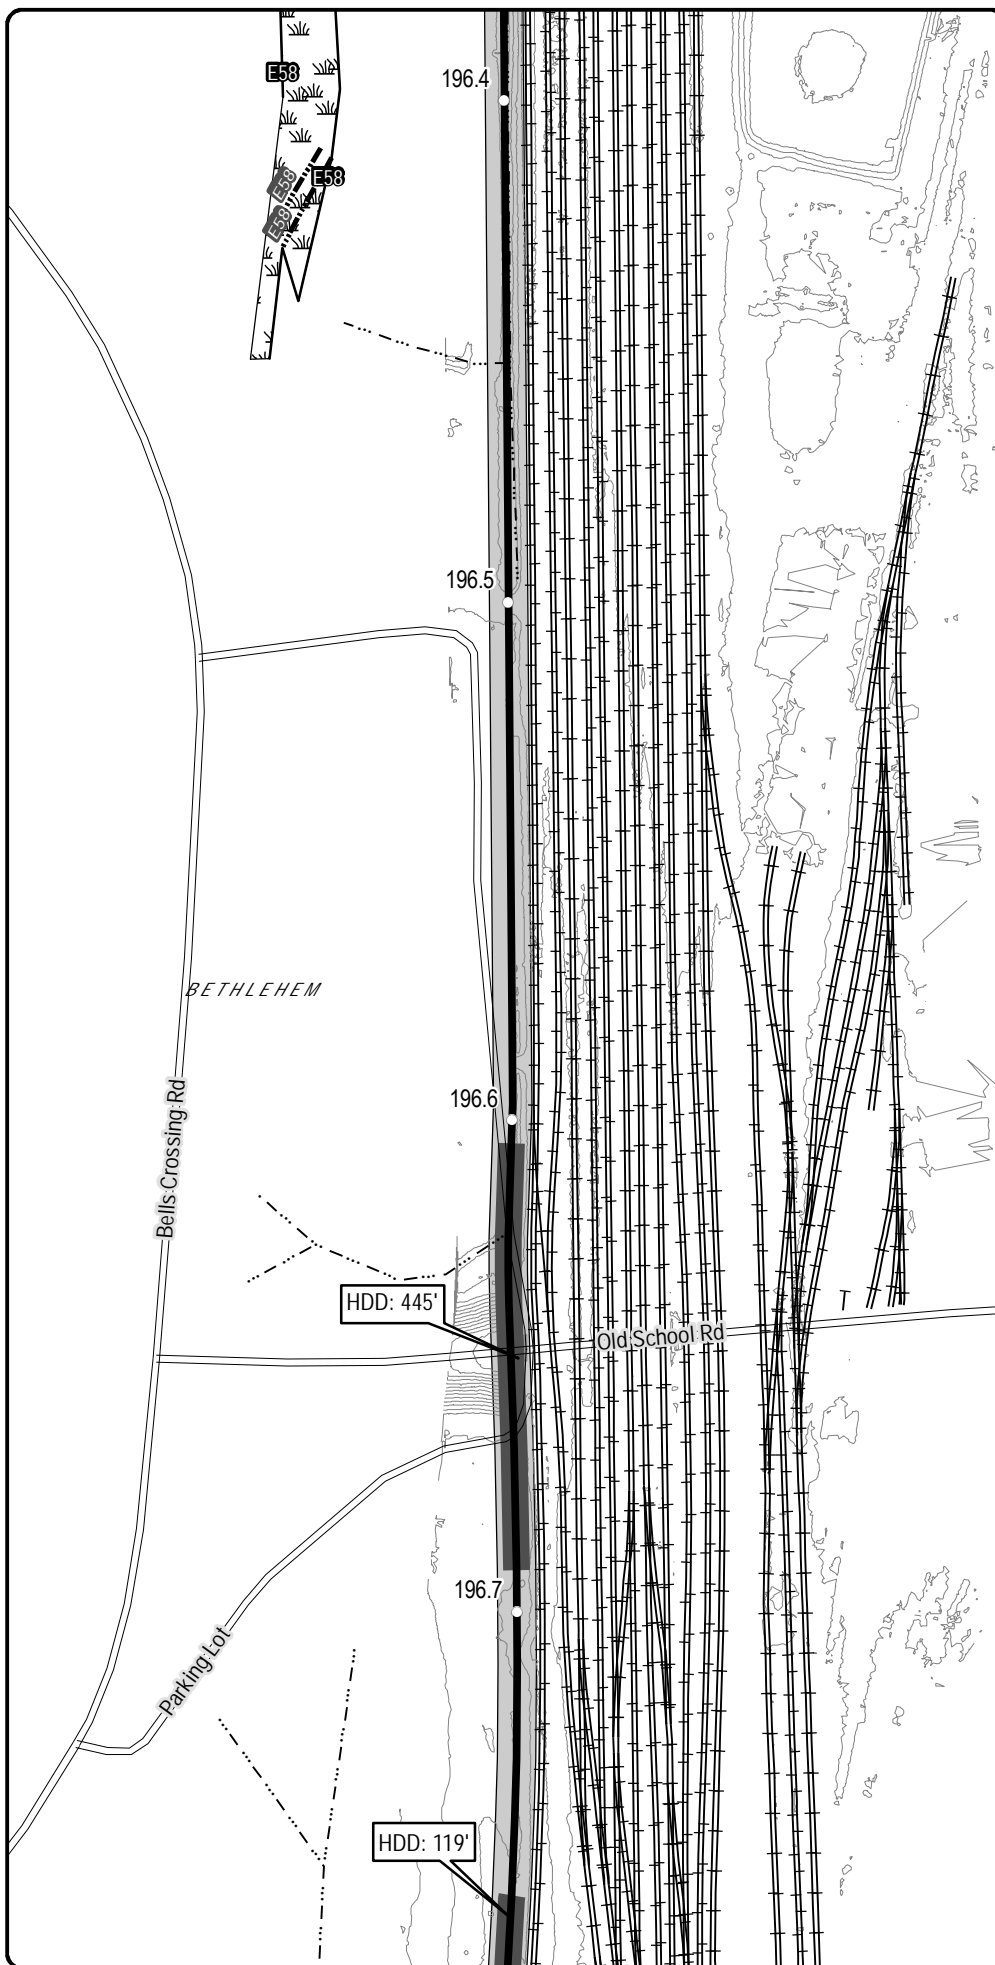 E58
196.4
E58
E58
E58
196.5
BETHLEHEM
196.6
Bells Crossing Rd
HDD: 445'
Old School Rd
196.7
Parking Lot
HDD: 119'